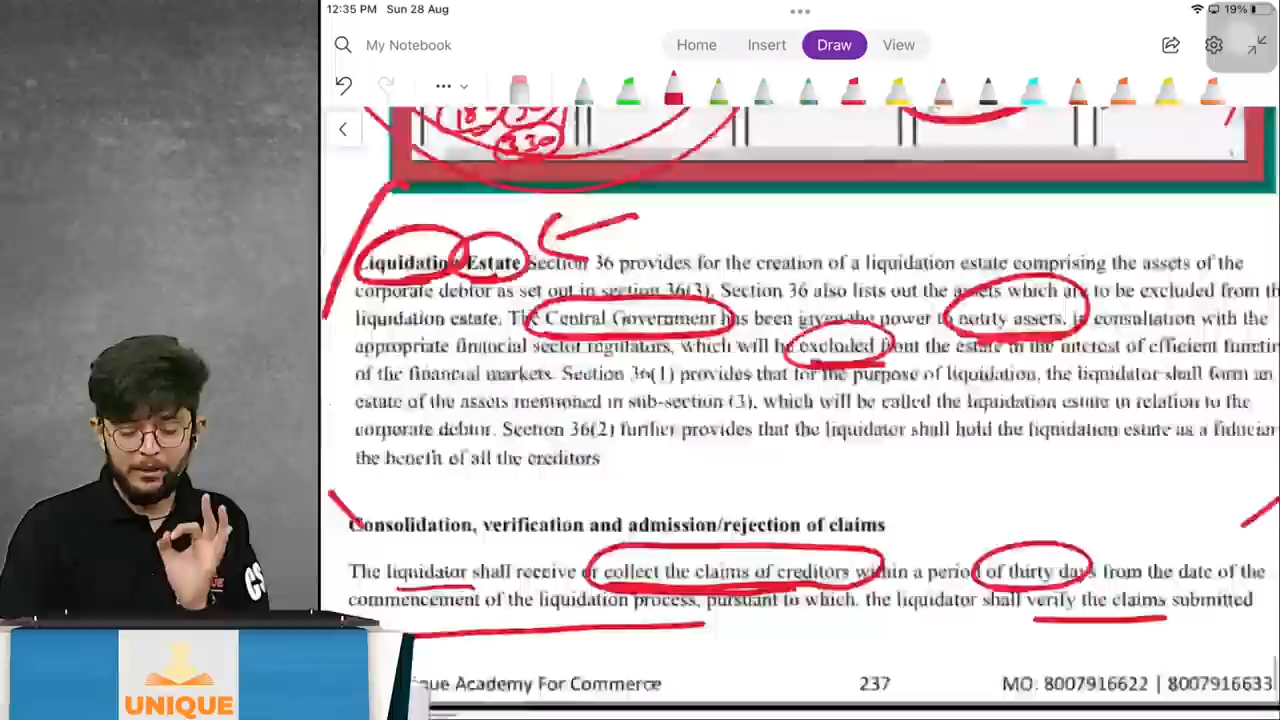 12:35 PM Sun 28 Aug
19%
My Notebook
Home Insert Draw View
Liquidation Estate Section 36 provides for the creation of a liquidation estate comprising the assets of the
corporate debtor as set out in section 36(3). Section 36 also lists out the assets which are to be excluded from th
liquidation estate. The Central Government has been given the power to notify assets, in consultation with the
appropriate financial sector regulators, which will be excluded from the estate in the interest of efficient functi
of the financial markets. Section 36(1) provides that for the purpose of liquidation, the liquidator shall form an
estate of the assets mentioned in sub-section (3), which will be called the liquidation estate in relation to the
corporate debtor. Section 36(2) further provides that the liquidator shall hold the liquidation estate as a fiduciar
the benefit of all the creditors
Consolidation, verification and admission/rejection of claims
The liquidator shall receive or collect the claims of creditors within a period of thirty days from the date of the
commencement of the liquidation process, pursuant to which, the liquidator shall verify the claims submitted
que Academy For Commerce 237 MO: 8007916622 | 8007916633
CS
UNIQUE